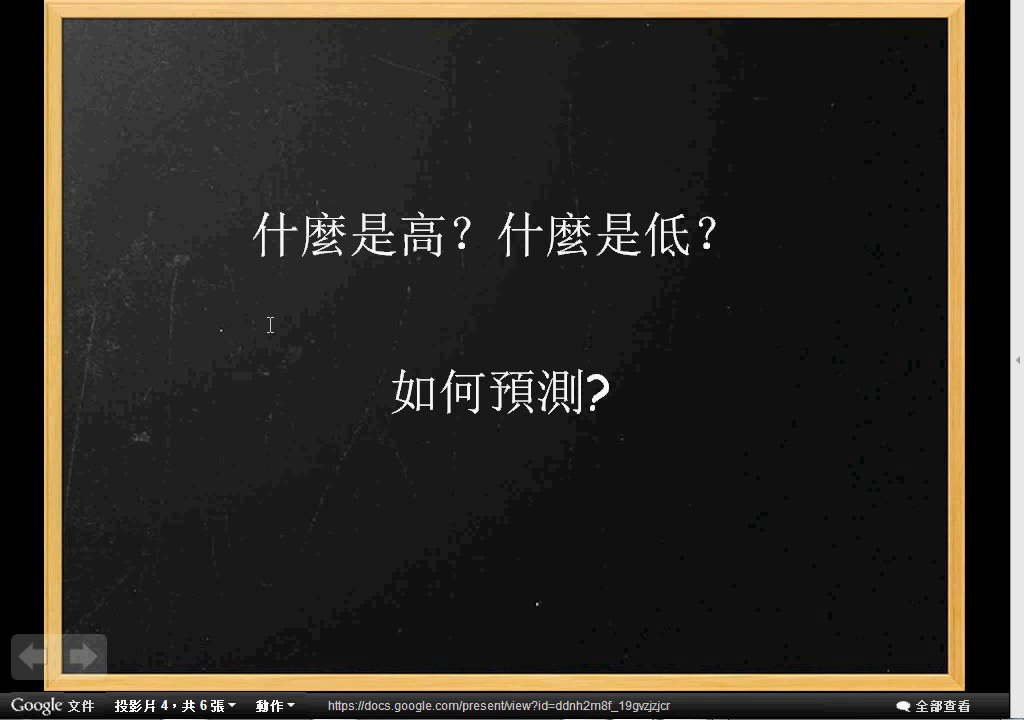 什麼是高？什麼是低？
如何預測?
Google 文件 投影片 4，共 6 張 動作 https://docs.google.com/present/view?id=ddnh2m8f_19gvzjzjcr 全部查看